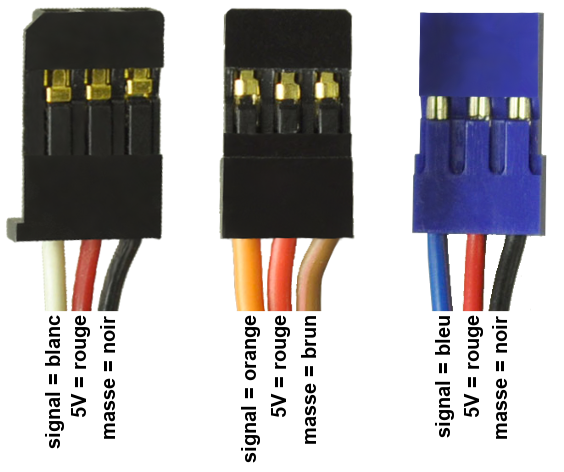 signal = blanc
5V = rouge
masse = noir
signal = orange
5V = rouge
masse = brun
signal = bleu
5V = rouge
masse = noir